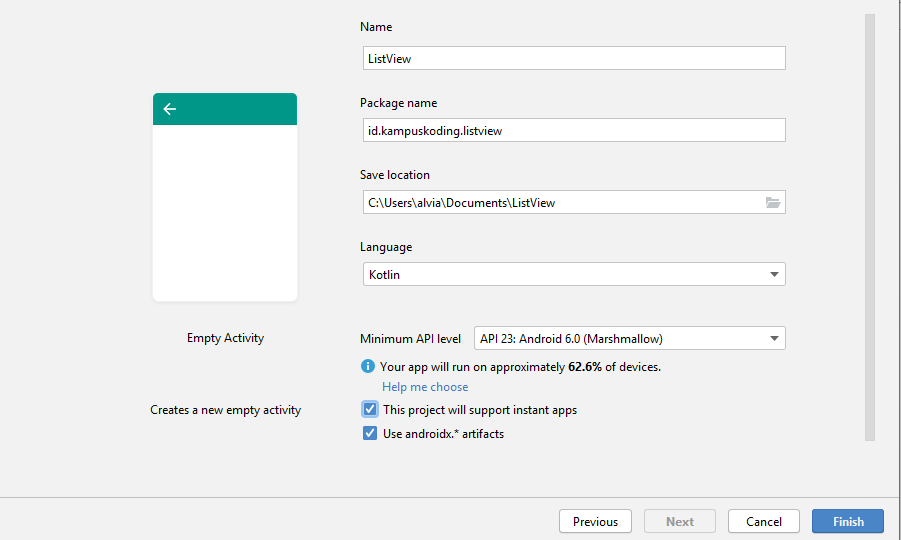 Name
ListView
Package name
id.kampuskoding.listview
Save location
C:\Users\alvia\Documents\ListView
Language
Kotlin
Empty Activity
Minimum API level API 23: Android 6.0 (Marshmallow)
Your app will run on approximately 62.6% of devices.
Help me choose
Creates a new empty activity
This project will support instant apps
Use androidx.* artifacts
Previous Next Cancel Finish